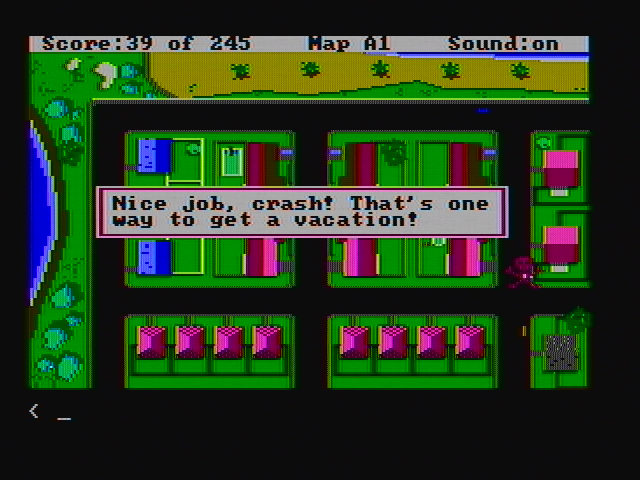 Score:39 of 245 Map A1 Sound:on
Nice job, crash! That's one
way to get a vacation!
< _